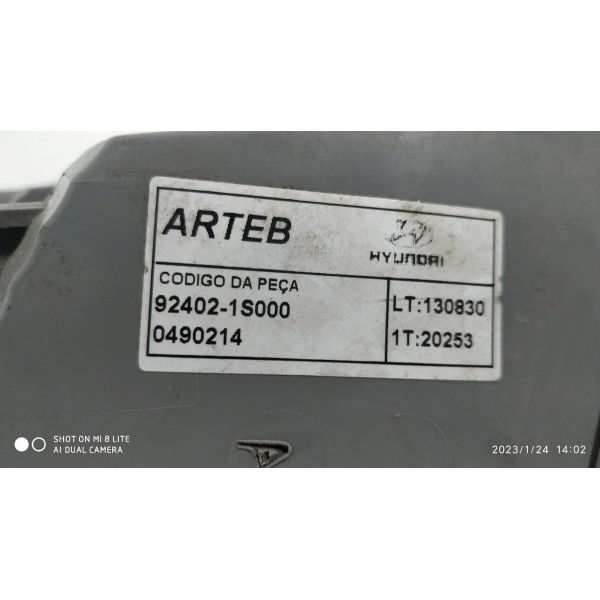 ARTEB
HYUNDAI
CODIGO DA PEÇA
92402-1S000
LT:130830
0490214
1T:20253
SHOT ON MI 8 LITE
AI DUAL CAMERA
2023/1/24 14:02